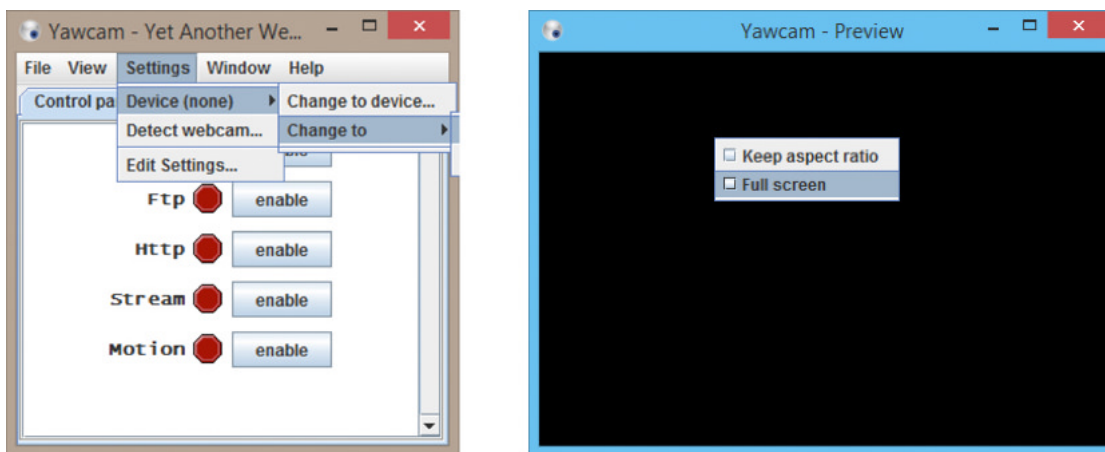 Yawcam - Yet Another We...
File View Settings Window Help
Control pa
Device (none)
Change to device...
Detect webcam...
Change to
Edit Settings...
Ftp enable
Http enable
Stream enable
Motion enable
Yawcam - Preview
Keep aspect ratio
Full screen